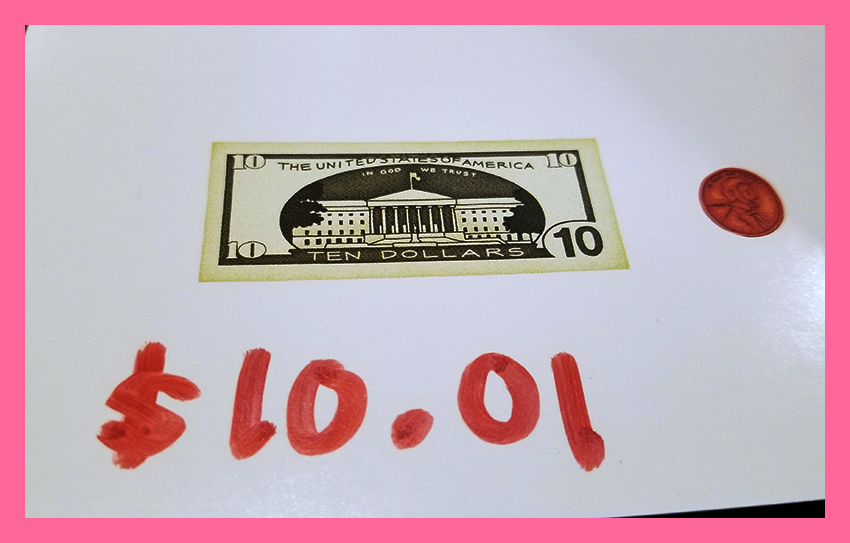 10 THE UNITED STATES OF AMERICA 10
IN GOD WE TRUST
10 TEN DOLLARS 10
$10.01